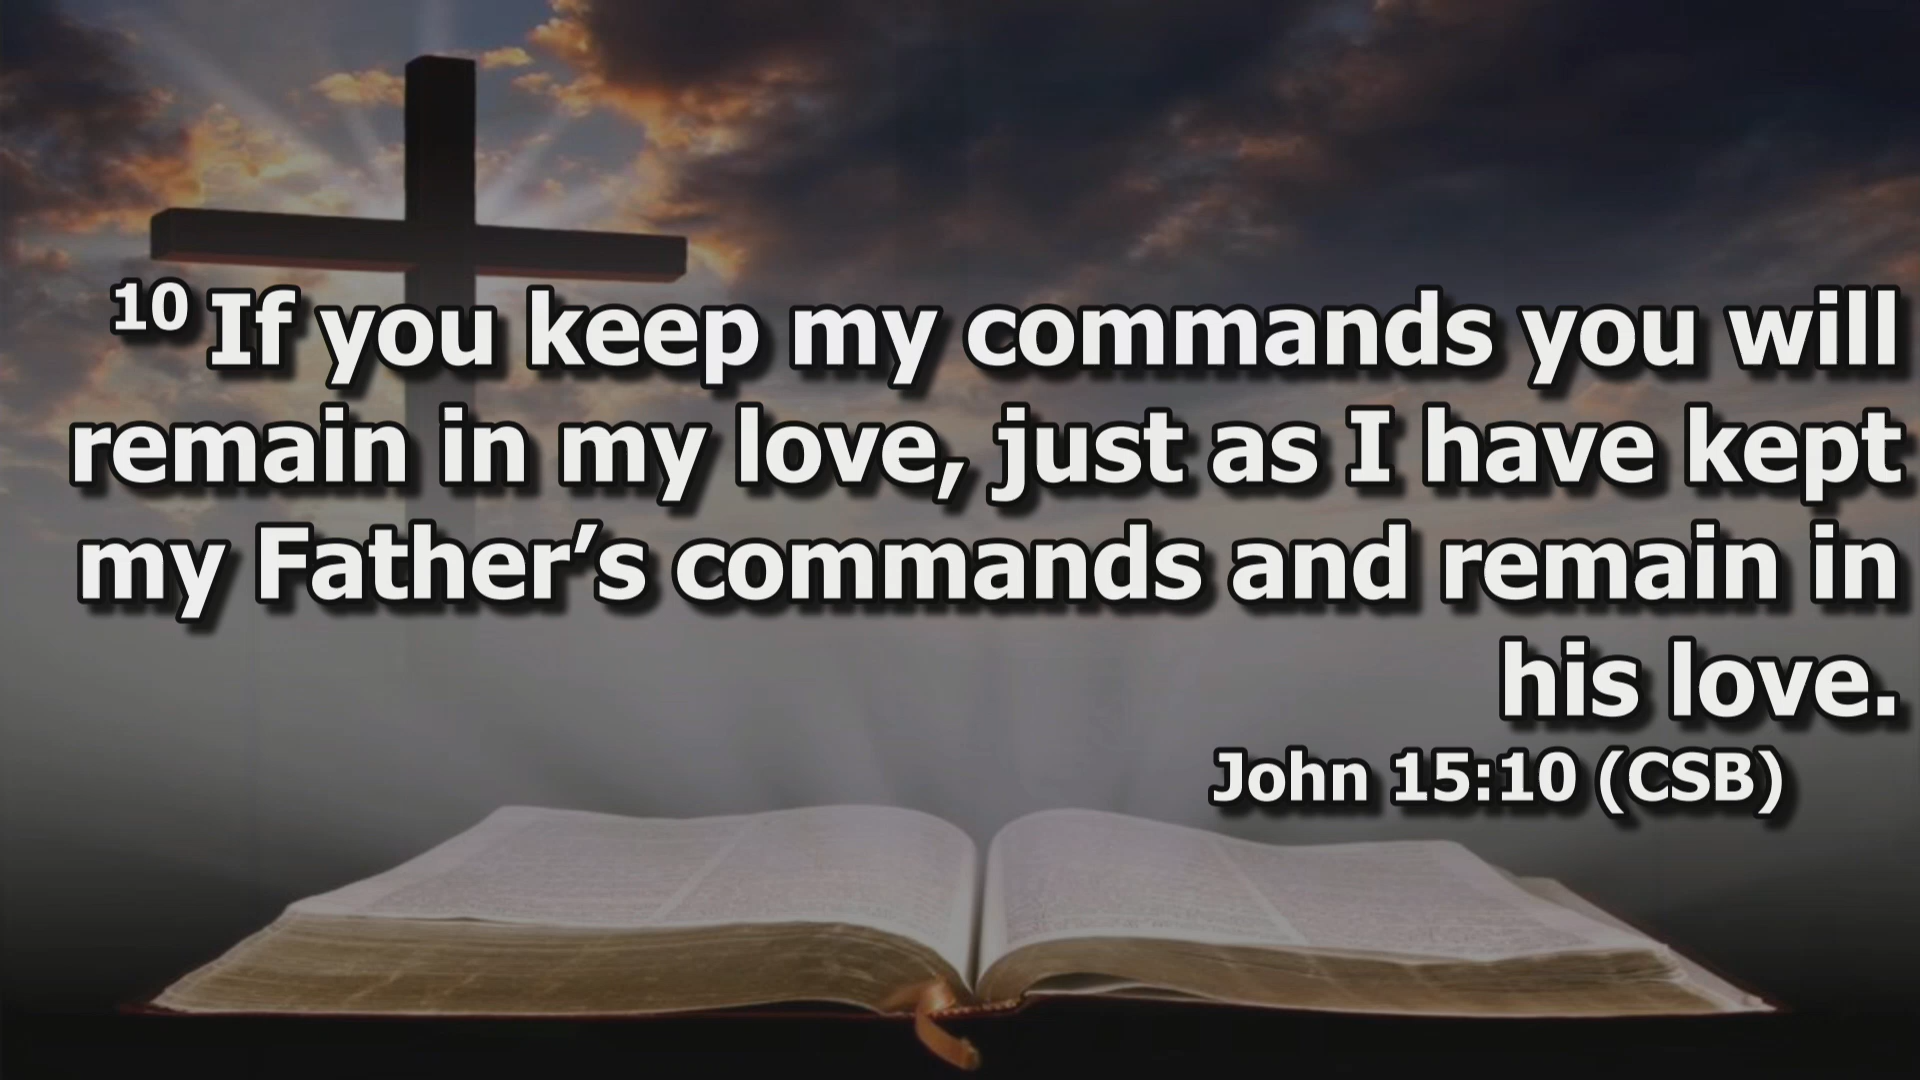 10 If you keep my commands you will
remain in my love, just as I have kept
my Father’s commands and remain in
his love.
John 15:10 (CSB)